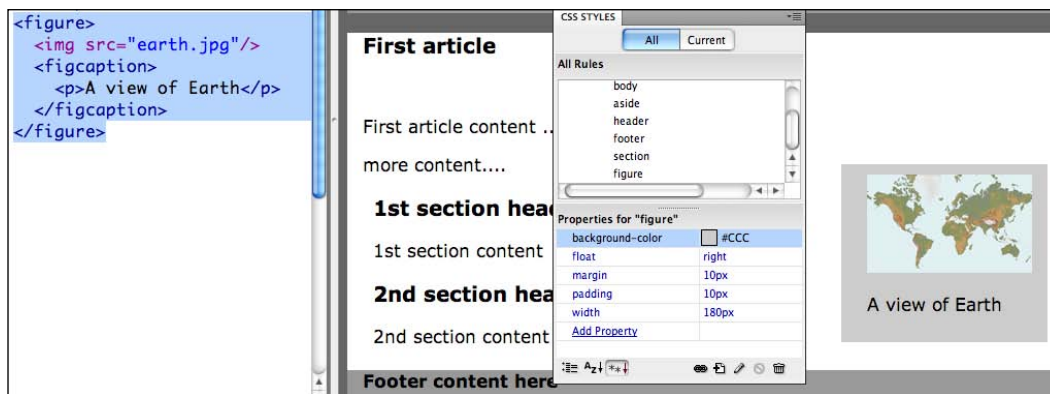 <figure>
<img src="earth.jpg"/>
<figcaption>
<p>A view of Earth</p>
</figcaption>
</figure>
First article
First article content ..
more content....
1st section head
1st section content
2nd section hea
2nd section content
Footer content here
CSS STYLES
All Current
All Rules
body
aside
header
footer
section
figure
Properties for "figure"
background-color #CCC
float right
margin 10px
padding 10px
width 180px
Add Property
A view of Earth